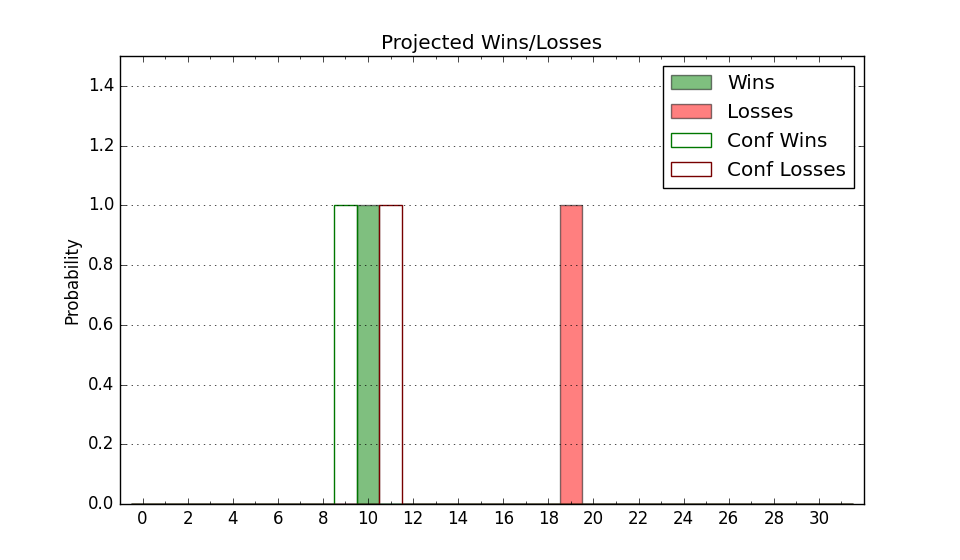 Projected Wins/Losses
Wins
Losses
Conf Wins
Conf Losses
Probability
1.4
1.2
1.0
0.8
0.6
0.4
0.2
0.0
0 2 4 6 8 10 12 14 16 18 20 22 24 26 28 30